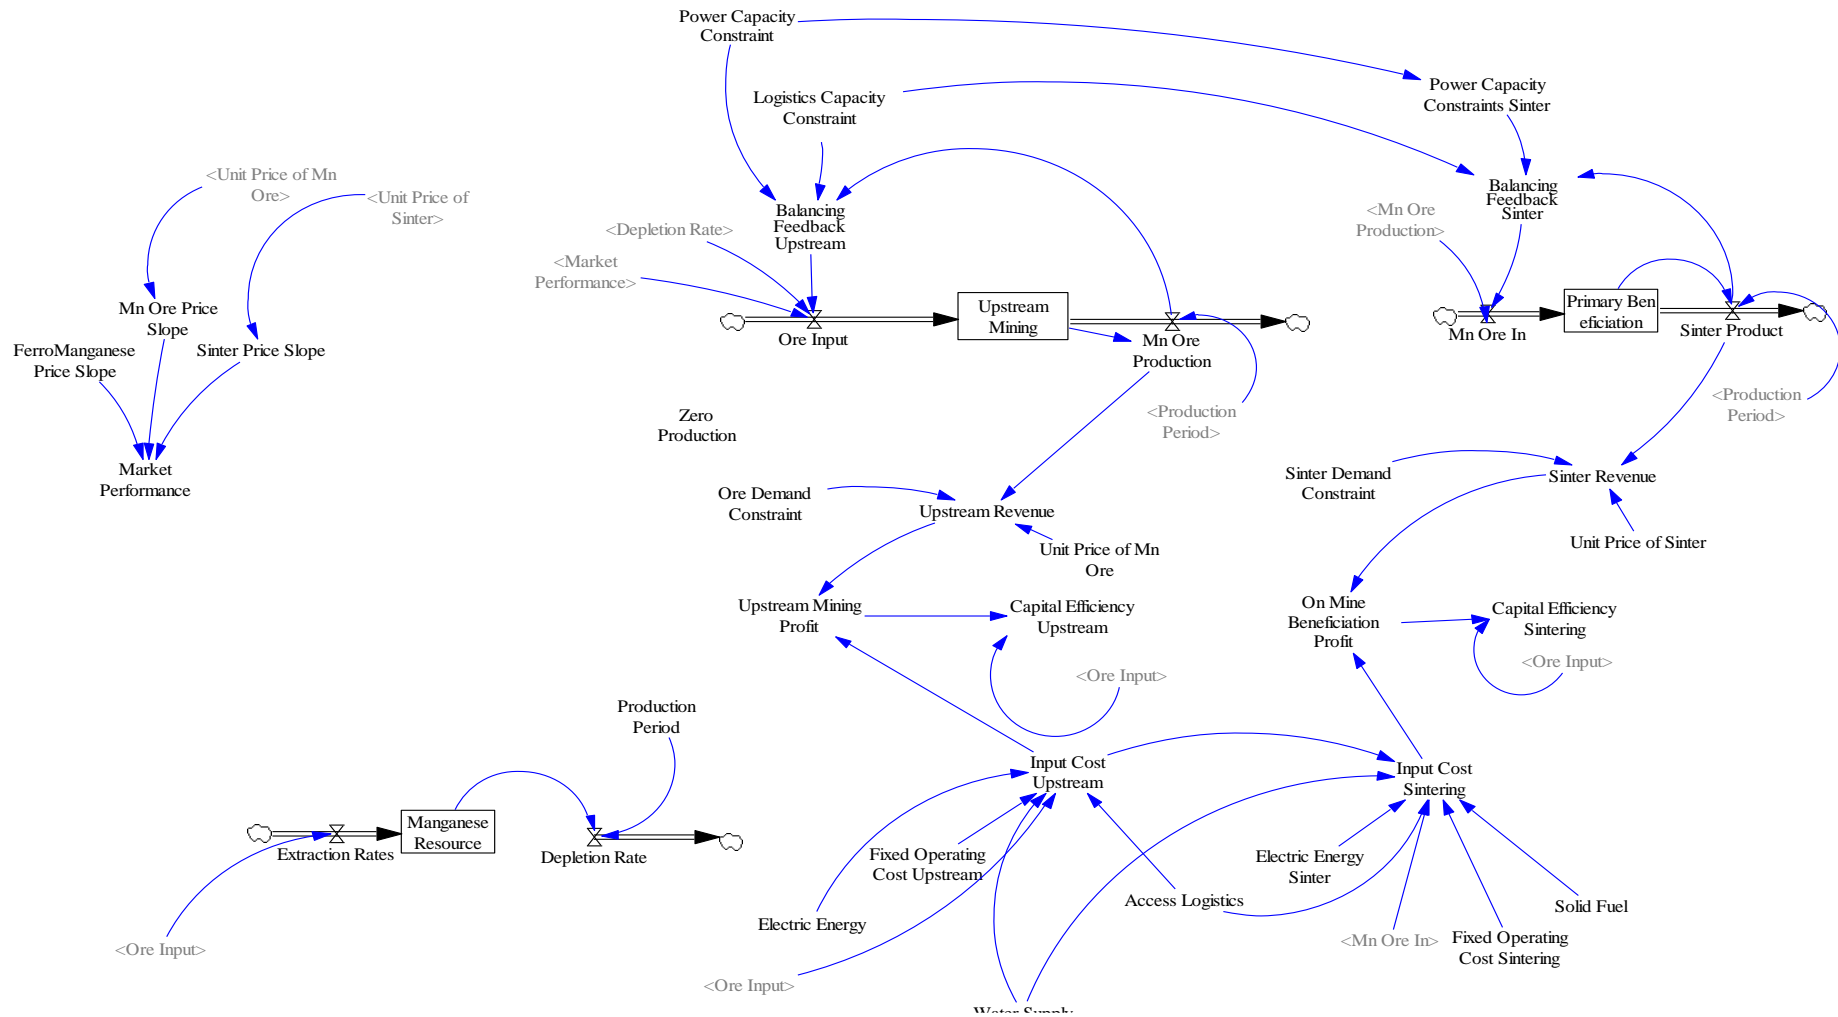 Power Capacity
Constraint
Logistics Capacity
Constraint
Power Capacity
Constraints Sinter
<Unit Price of Mn
Ore>
<Unit Price of
Sinter>
Balancing
Feedback
Upstream
Balancing
Feedback
Sinter
<Depletion Rate>
<Market
Performance>
<Mn Ore
Production>
Mn Ore Price
Slope
FerroManganese
Price Slope
Sinter Price Slope
Market
Performance
Ore Input
Upstream
Mining
Mn Ore
Production
Mn Ore In
Primary Ben
eficiation
Sinter Product
<Production
Period>
<Production
Period>
Zero
Production
Ore Demand
Constraint
Upstream Revenue
Unit Price of Mn
Ore
Sinter Demand
Constraint
Sinter Revenue
Unit Price of Sinter
Upstream Mining
Profit
Capital Efficiency
Upstream
<Ore Input>
On Mine
Beneficiation
Profit
Capital Efficiency
Sintering
<Ore Input>
Production
Period
Extraction Rates
Manganese
Resource
Depletion Rate
<Ore Input>
Input Cost
Upstream
Input Cost
Sintering
Fixed Operating
Cost Upstream
Electric Energy
<Ore Input>
Access Logistics
Electric Energy
Sinter
<Mn Ore In>
Fixed Operating
Cost Sintering
Solid Fuel
Water Supply